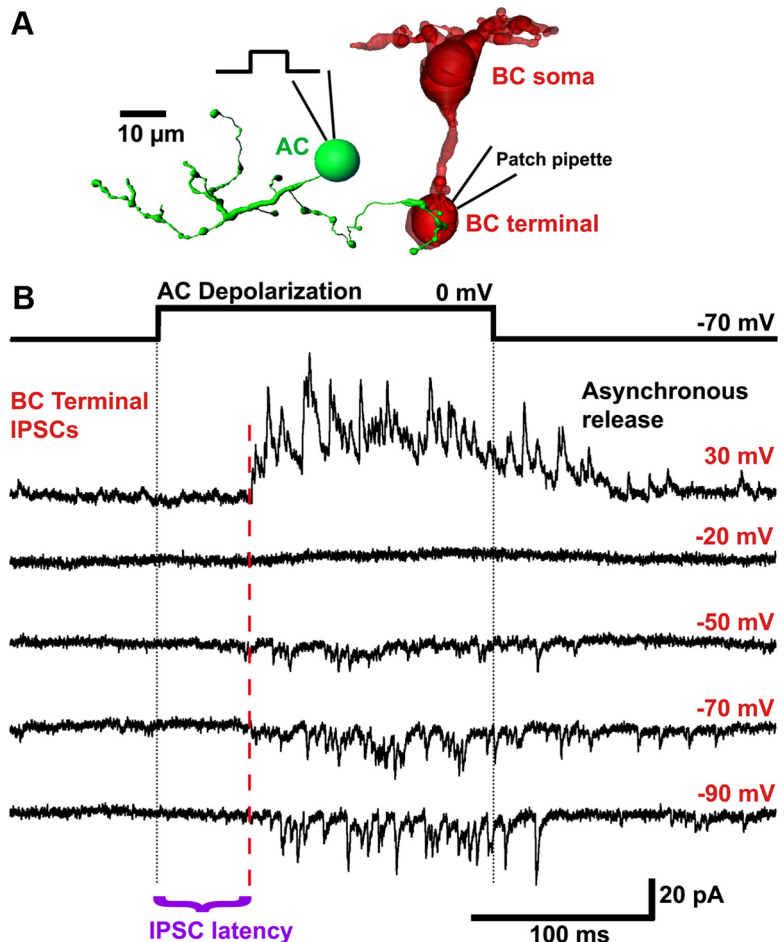 A
BC soma
10 µm
AC
Patch pipette
BC terminal
B
AC Depolarization
0 mV
-70 mV
BC Terminal
IPSCs
Asynchronous
release
30 mV
-20 mV
-50 mV
-70 mV
-90 mV
20 pA
IPSC latency
100 ms